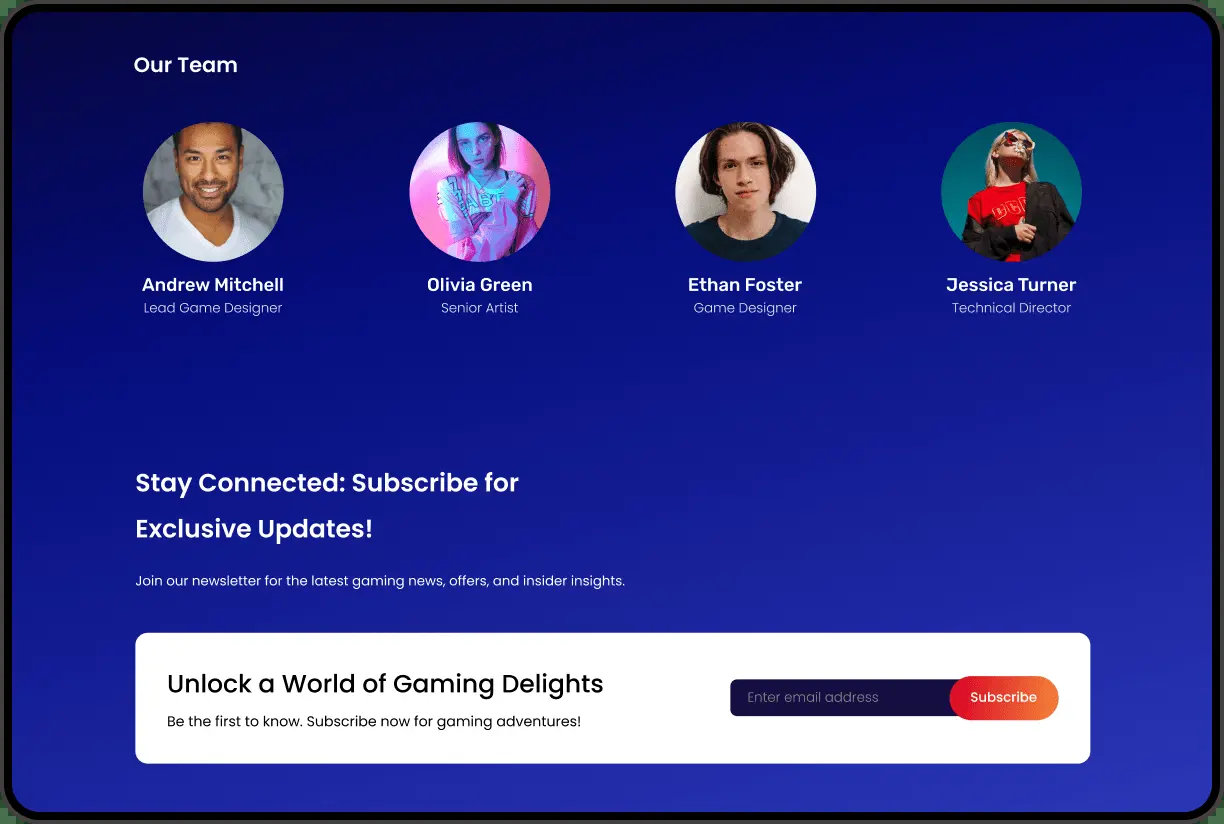 Our Team
Andrew Mitchell
Lead Game Designer
Olivia Green
Senior Artist
Ethan Foster
Game Designer
Jessica Turner
Technical Director
Stay Connected: Subscribe for
Exclusive Updates!
Join our newsletter for the latest gaming news, offers, and insider insights.
Unlock a World of Gaming Delights
Be the first to know. Subscribe now for gaming adventures!
Enter email address
Subscribe